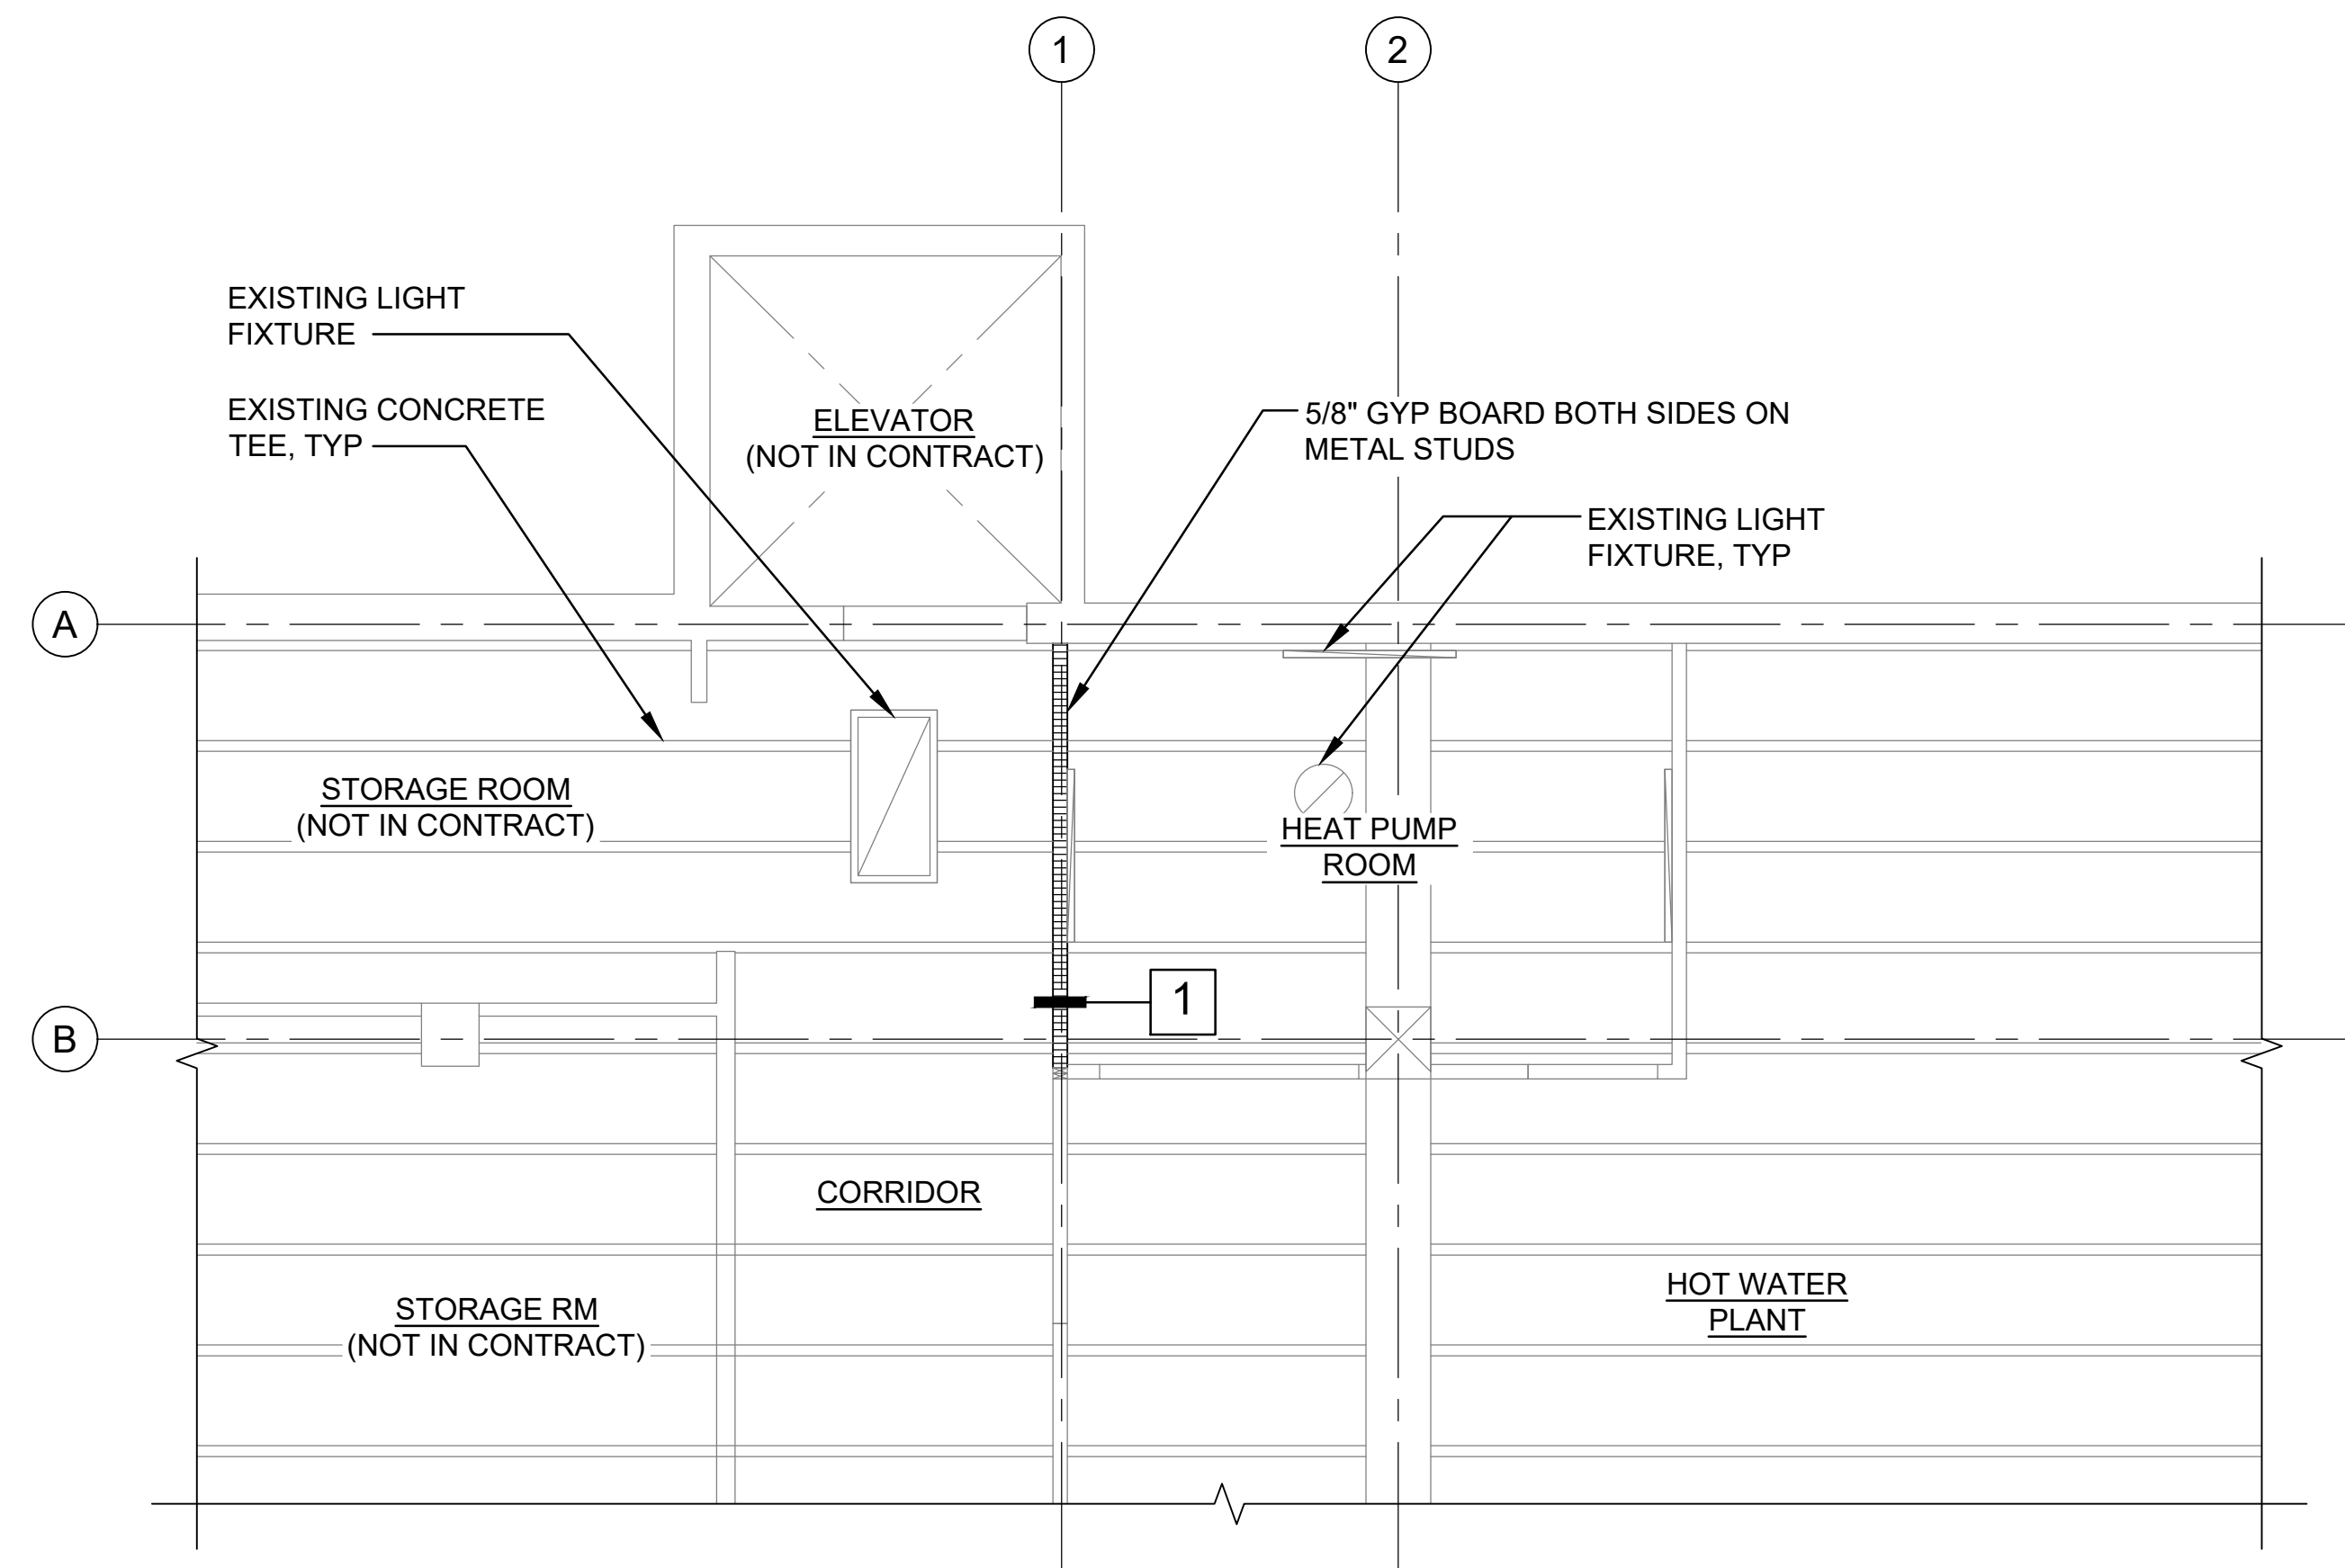 1
2
EXISTING LIGHT
FIXTURE
EXISTING CONCRETE
TEE, TYP
ELEVATOR
(NOT IN CONTRACT)
5/8" GYP BOARD BOTH SIDES ON
METAL STUDS
EXISTING LIGHT
FIXTURE, TYP
A
STORAGE ROOM
(NOT IN CONTRACT)
HEAT PUMP
ROOM
1
B
CORRIDOR
STORAGE RM
(NOT IN CONTRACT)
HOT WATER
PLANT